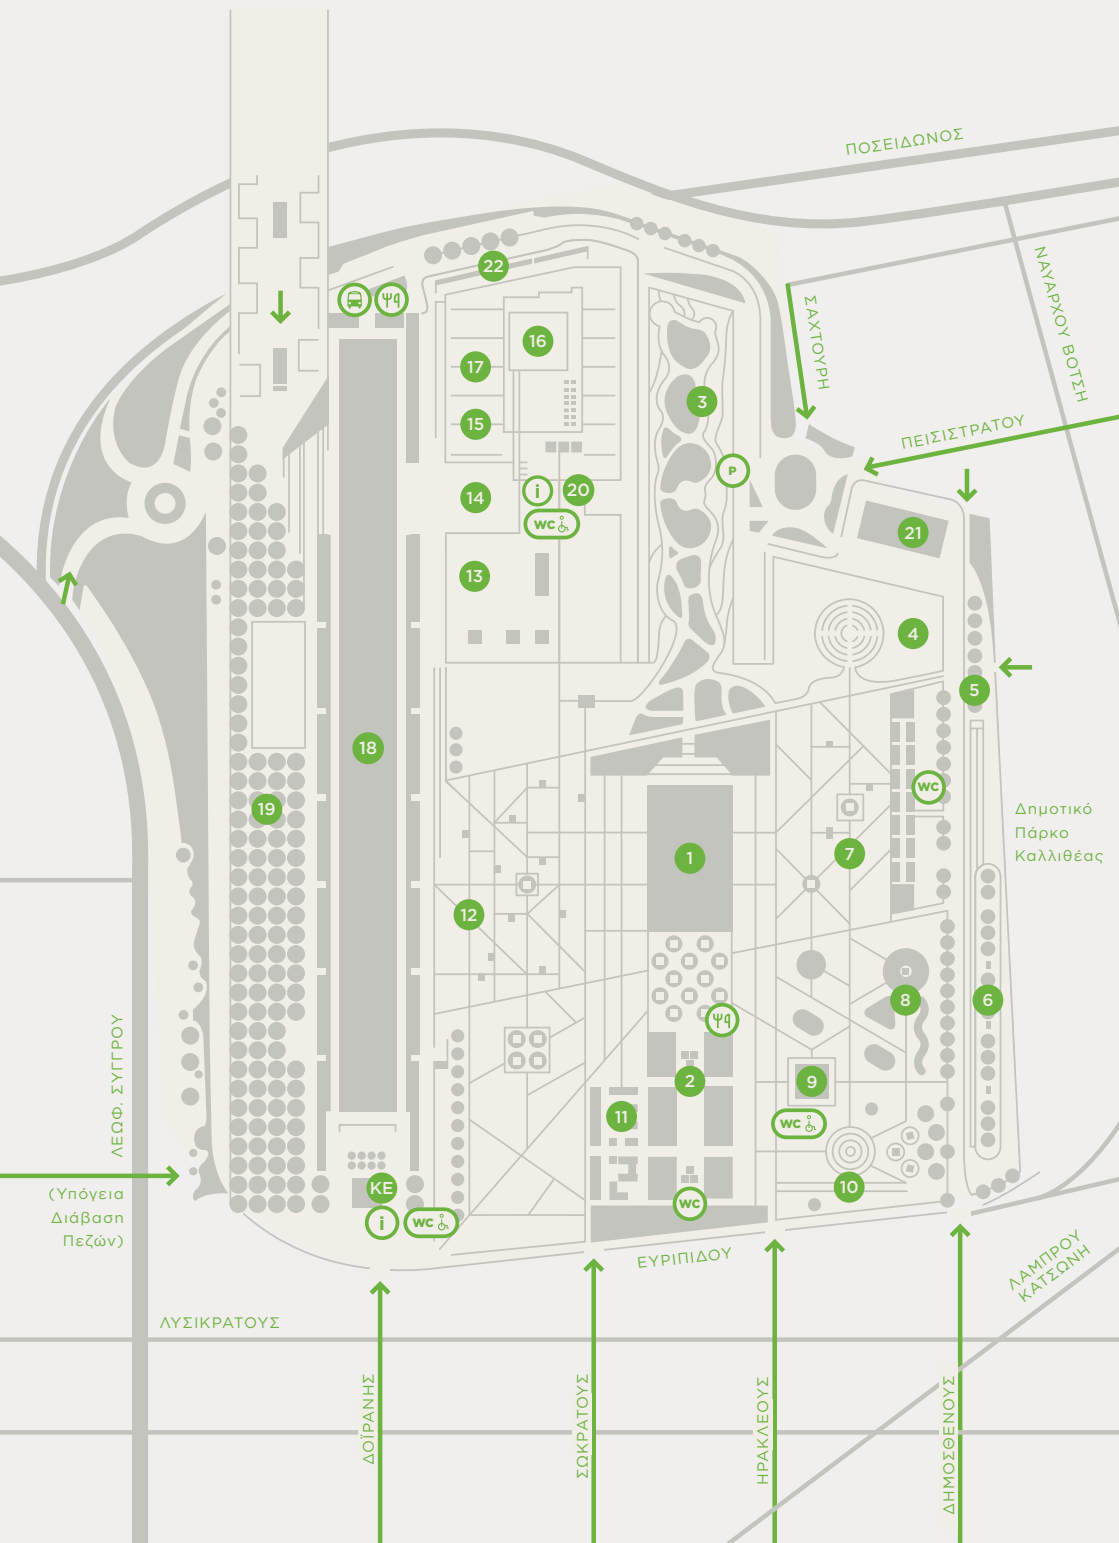 ΠΟΣΕΙΔΩΝΟΣ
ΝΑΥΑΡΧΟΥ ΒΟΤΣΗ
22
ΣΑΧΤΟΥΡΗ
16
17
3
15
ΠΕΙΣΙΣΤΡΑΤΟΥ
P
i
20
14
WC
21
13
4
5
18
WC
19
Δημοτικό
Πάρκο
Καλλιθέας
1
7
12
8
6
ΛΕΩΦ. ΣΥΓΓΡΟΥ
2
9
11
WC
(Υπόγεια
Διάβαση
Πεζών)
KE
10
WC
i
WC
ΕΥΡΙΠΙΔΟΥ
ΛΑΜΠΡΟΥ
ΚΑΤΣΩΝΗ
ΛΥΣΙΚΡΑΤΟΥΣ
ΔΟΪΡΑΝΗΣ
ΣΩΚΡΑΤΟΥΣ
ΗΡΑΚΛΕΟΥΣ
ΔΗΜΟΣΘΕΝΟΥΣ